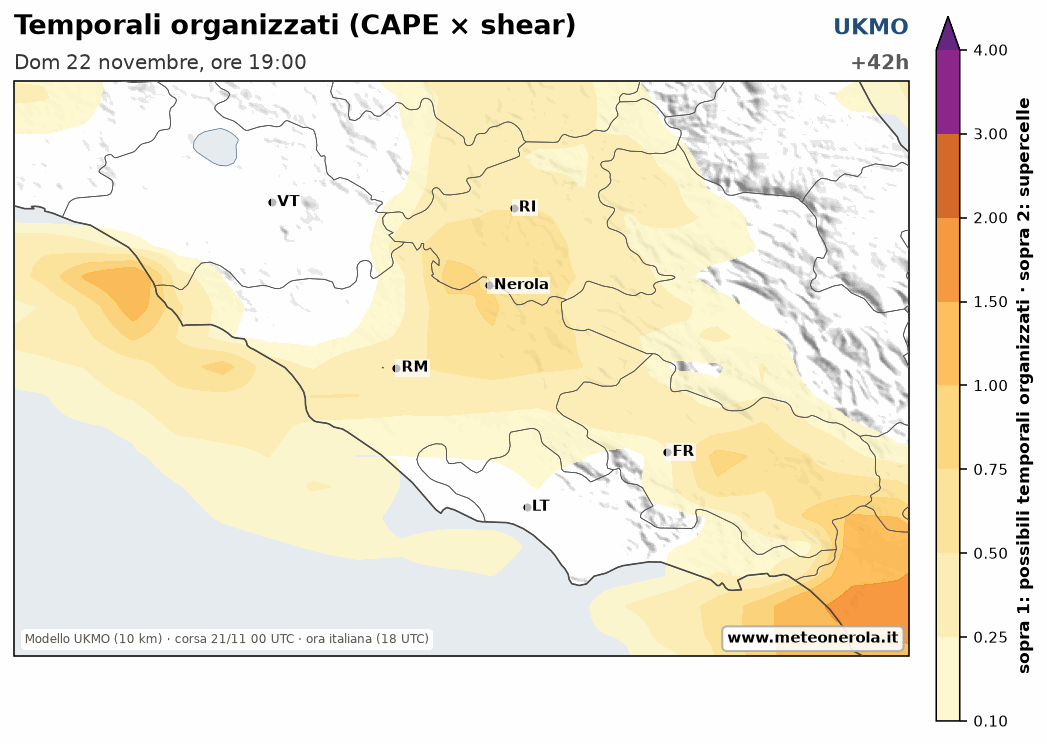 Temporali organizzati (CAPE × shear)
UKMO
Dom 22 novembre, ore 19:00
+42h
VT
RI
Nerola
RM
FR
LT
Modello UKMO (10 km) · corsa 21/11 00 UTC · ora italiana (18 UTC)
www.meteonerola.it
4.00
3.00
2.00
1.50
1.00
0.75
0.50
0.25
0.10
sopra 1: possibili temporali organizzati · sopra 2: supercelle